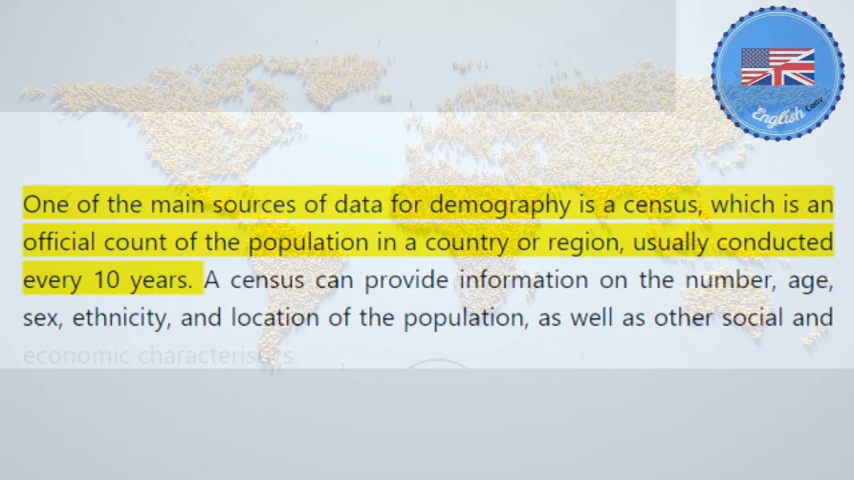 English Conv
One of the main sources of data for demography is a census, which is an
official count of the population in a country or region, usually conducted
every 10 years. A census can provide information on the number, age,
sex, ethnicity, and location of the population, as well as other social and
economic characteristics.